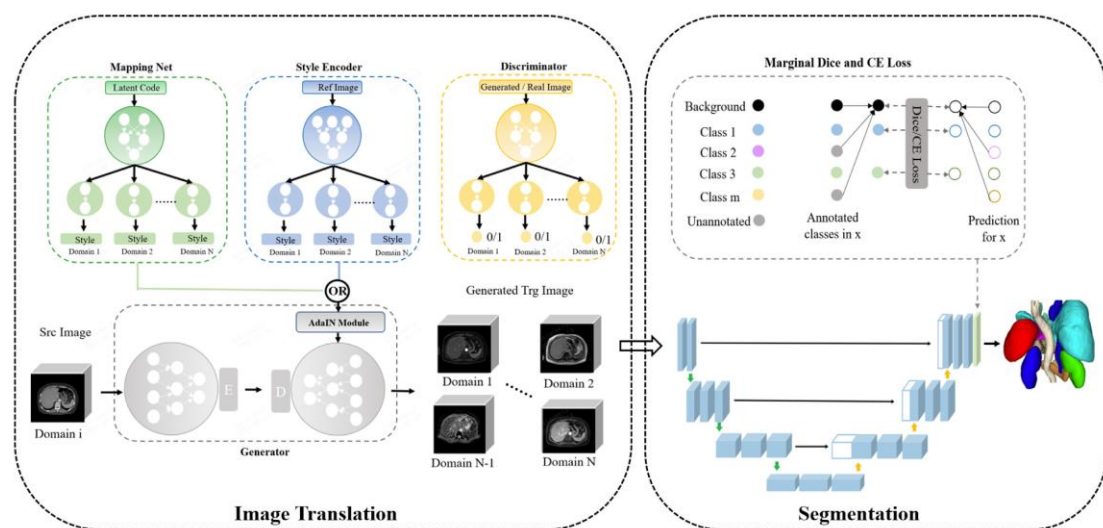 Mapping Net
Latent Code
Style
Style
Style
Domain 1
Domain 2
Domain N
Style Encoder
Ref Image
Style
Style
Style
Domain 1
Domain 2
Domain N
Discriminator
Generated / Real Image
0/1
0/1
0/1
Domain 1
Domain 2
Domain N
OR
AdaIN Module
Src Image
Domain i
E
D
Generator
Generated Trg Image
Domain 1
Domain 2
Domain N-1
Domain N
Image Translation
Marginal Dice and CE Loss
Background
Class 1
Class 2
Class 3
Class m
Unannotated
Dice/CE Loss
Annotated
classes in x
Prediction
for x
Segmentation